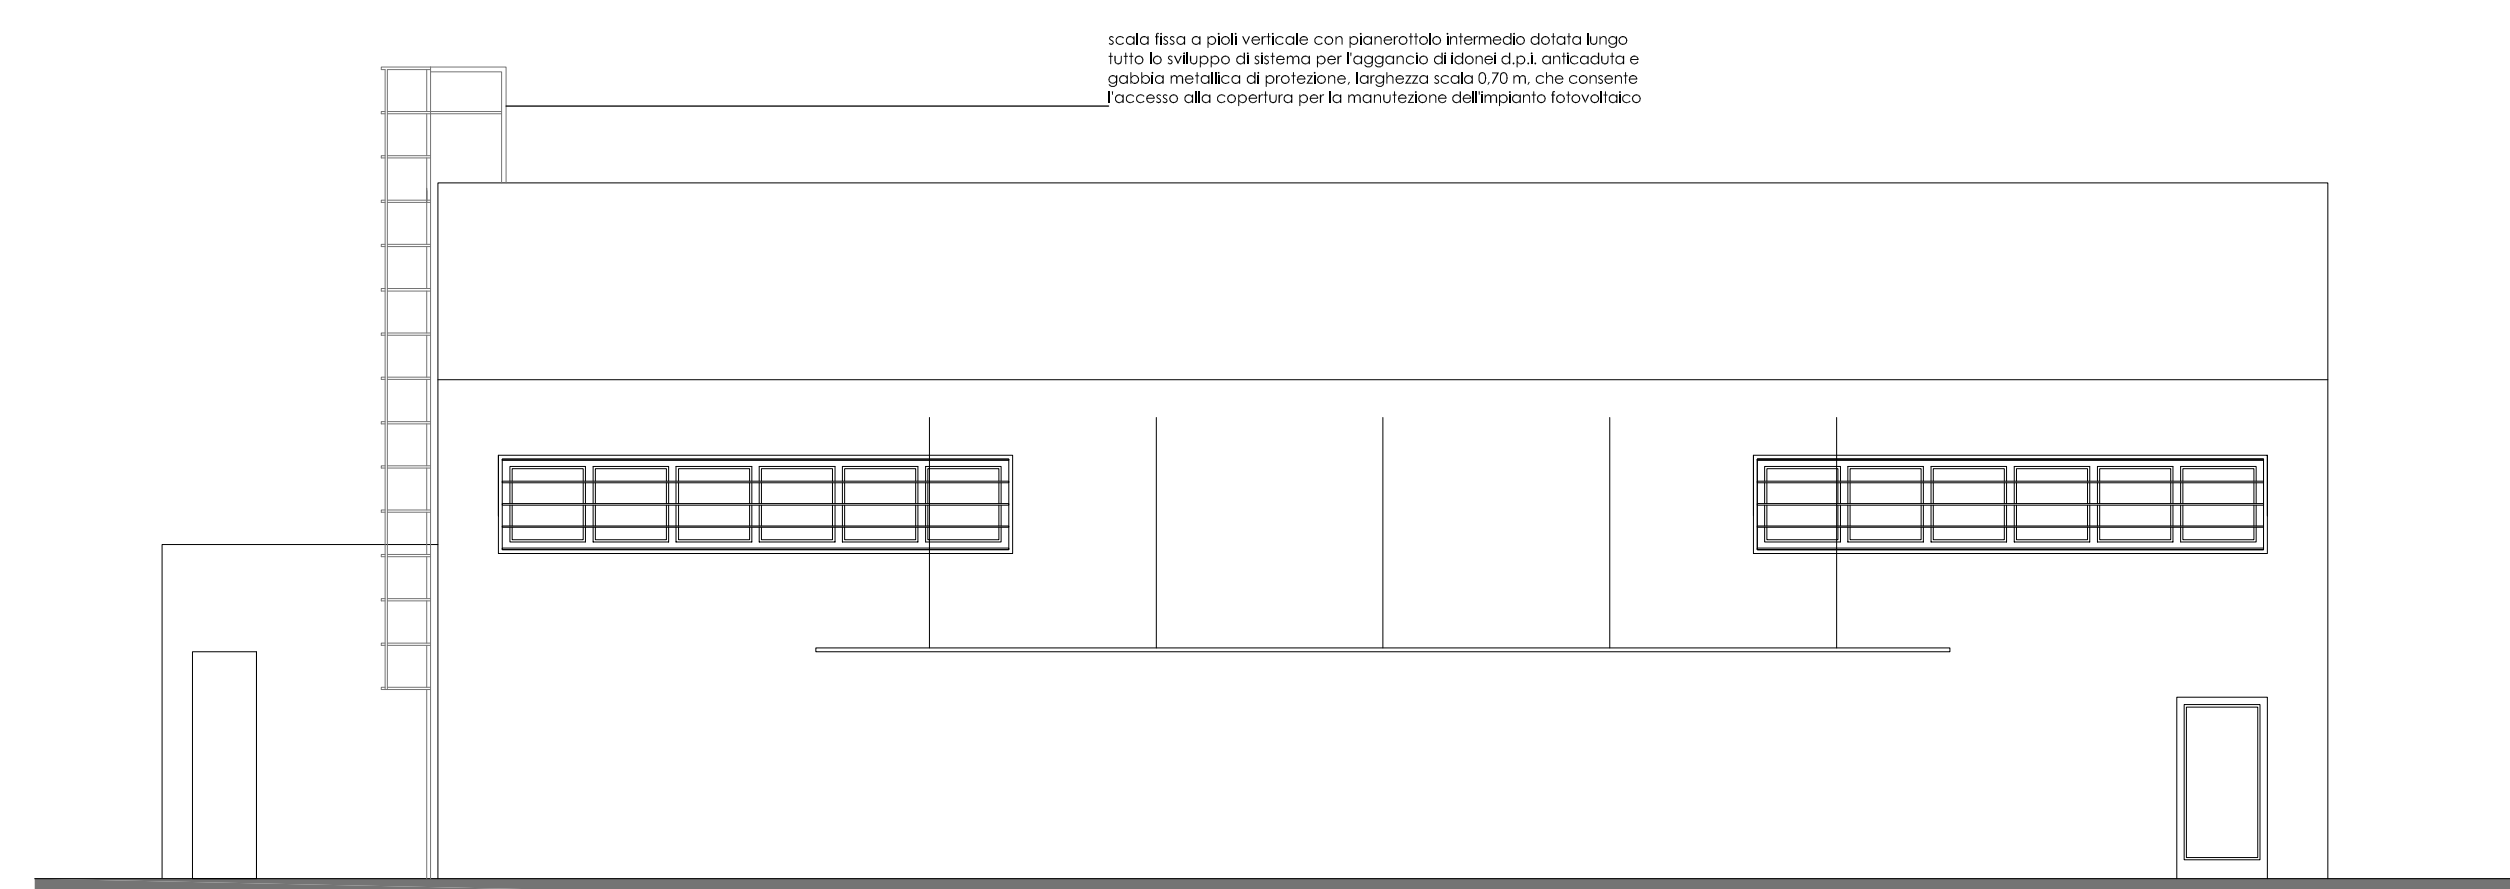 scala fissa a pioli verticale con pianerottolo intermedio dotata lungo
tutto lo sviluppo di sistema per l'aggancio di idonei d.p.i. anticaduta e
gabbia metallica di protezione, larghezza scala 0,70 m, che consente
l'accesso alla copertura per la manutezione dell'impianto fotovoltaico